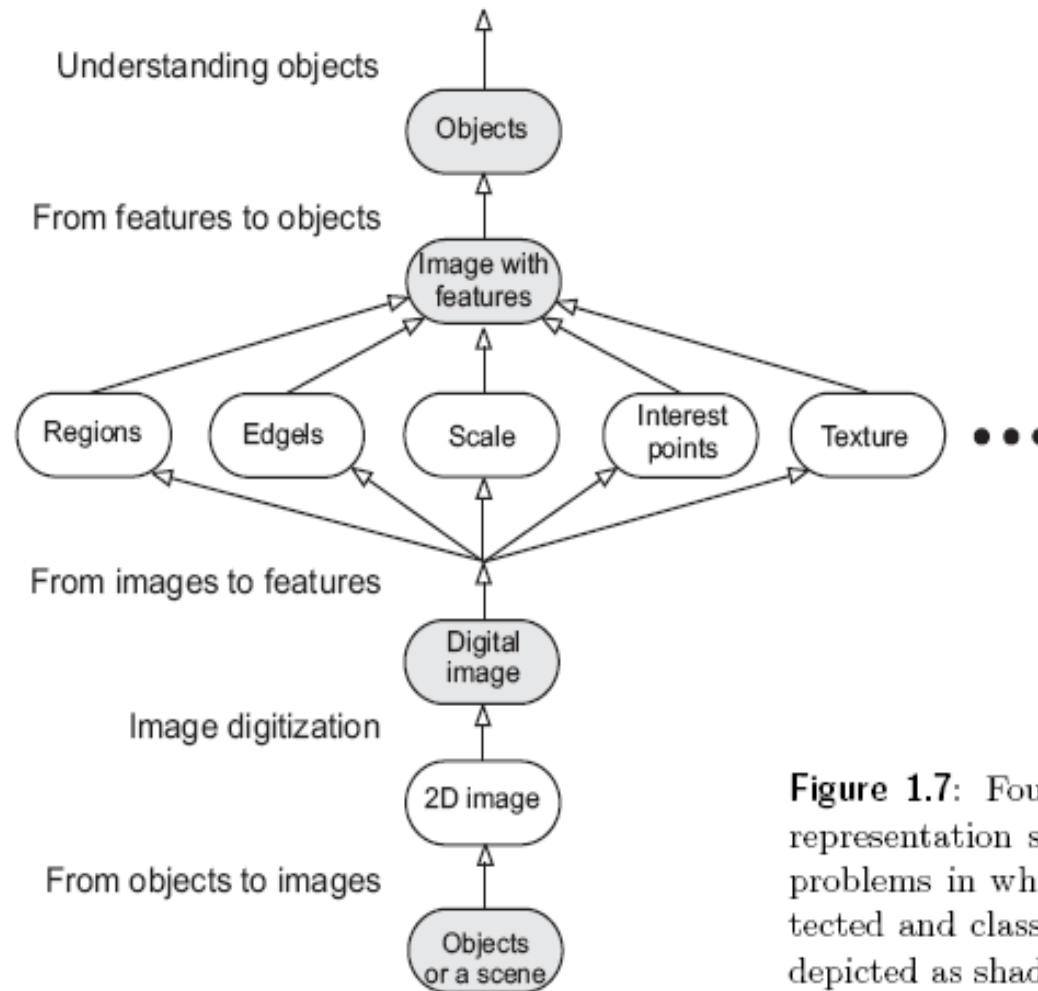 Understanding objects
Objects
From features to objects
Image with
features
Regions
Edgels
Scale
Interest
points
Texture
From images to features
Digital
image
Image digitization
2D image
From objects to images
Objects
or a scene
Figure 1.7: Fou
representation s
problems in wh
tected and class
depicted as shad